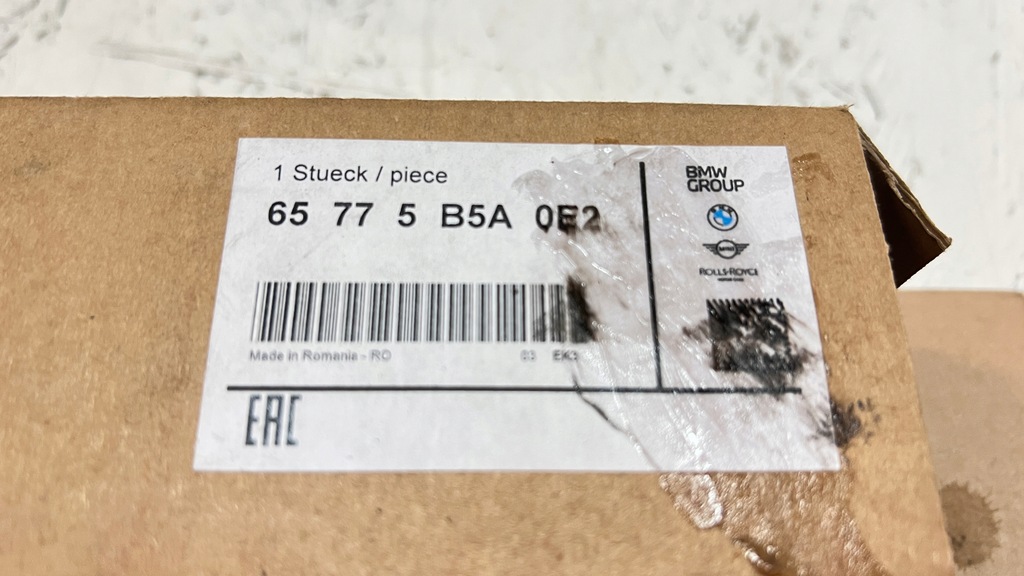 1 Stueck / piece
65 77 5 B5A 0E2
Made in Romania - RO
03
EAC
BMW
GROUP
ROLLS-ROYCE